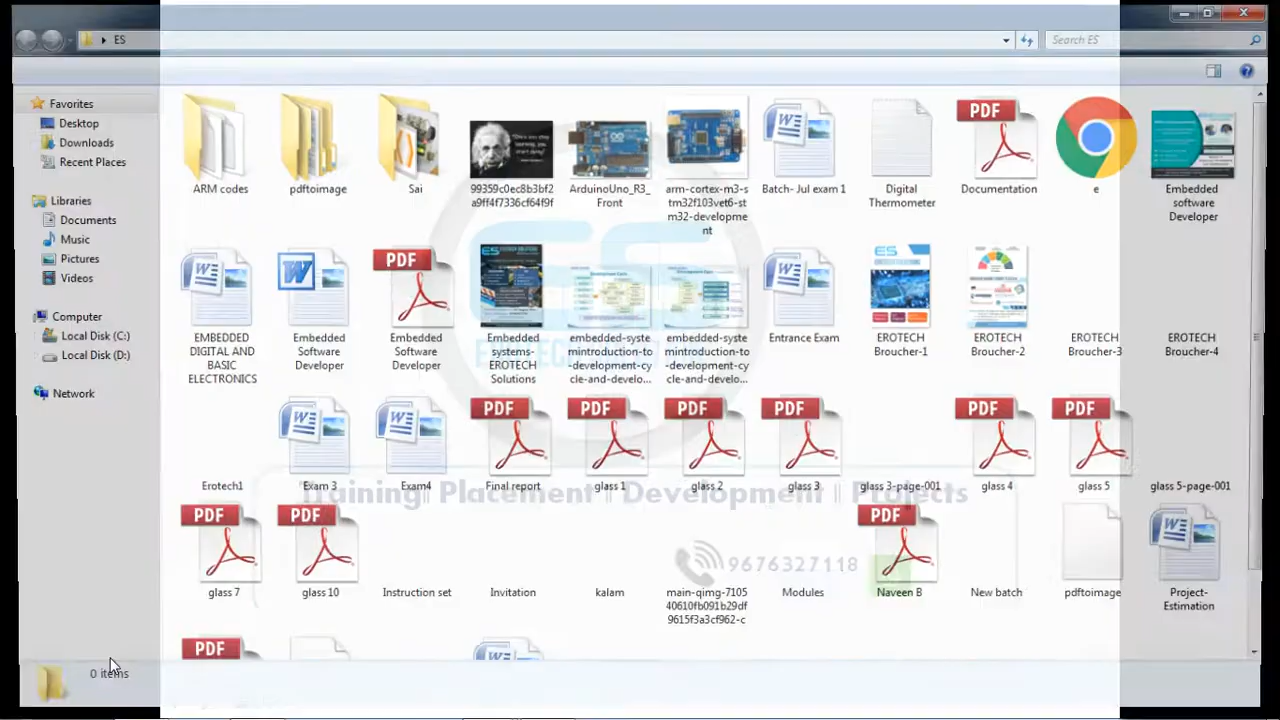 ES
Search ES
Favorites
Desktop
Downloads
Recent Places
Libraries
Documents
Music
Pictures
Videos
Computer
Local Disk (C:)
Local Disk (D:)
Network
ARM codes
pdftoimage
Sai
99359c0ec8b3bf2
a9ff4f7336cf64f9f
ArduinoUno_R3_
Front
arm-cortex-m3-s
tm32f103vet6-st
m32-developme
nt
Batch- Jul exam 1
Digital
Thermometer
PDF
Documentation
e
Embedded
software
Developer
EMBEDDED
DIGITAL AND
BASIC
ELECTRONICS
Embedded
Software
Developer
PDF
Embedded
Software
Developer
Embedded
systems-
EROTECH
Solutions
embedded-syste
mintroduction-to
-development-cy
cle-and-develo...
embedded-syste
mintroduction-to
-development-cy
cle-and-develo...
Entrance Exam
EROTECH
Broucher-1
EROTECH
Broucher-2
EROTECH
Broucher-3
EROTECH
Broucher-4
Erotech1
Exam 3
Exam4
PDF
Final report
PDF
glass 1
PDF
glass 2
PDF
glass 3
glass 3-page-001
PDF
glass 4
PDF
glass 5
glass 5-page-001
Training | Placement | Development | Projects
PDF
glass 7
PDF
glass 10
Instruction set
Invitation
kalam
main-qimg-7105
40610fb091b29df
9615f3a3cf962-c
Modules
PDF
Naveen B
New batch
pdftoimage
Project-
Estimation
9676327118
PDF
0 items